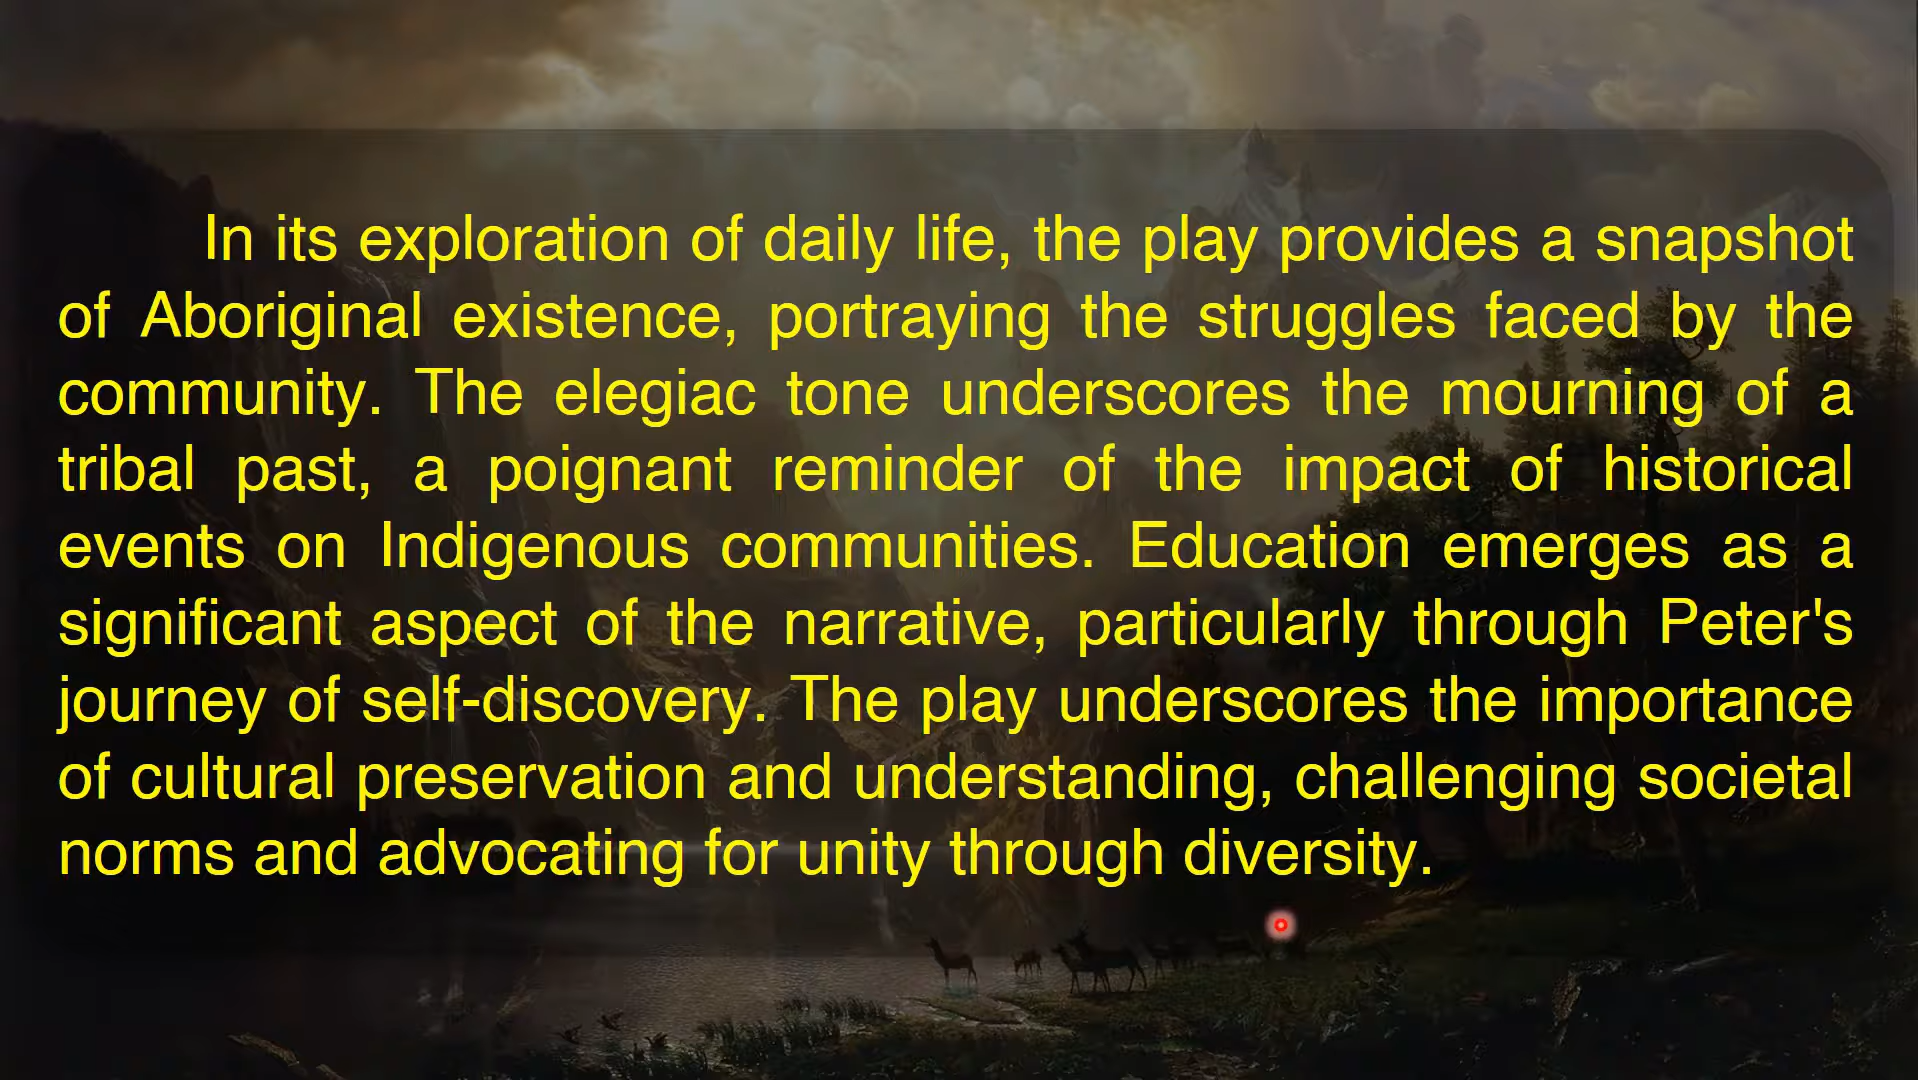 In its exploration of daily life, the play provides a snapshot
of Aboriginal existence, portraying the struggles faced by the
community. The elegiac tone underscores the mourning of a
tribal past, a poignant reminder of the impact of historical
events on Indigenous communities. Education emerges as a
significant aspect of the narrative, particularly through Peter's
journey of self-discovery. The play underscores the importance
of cultural preservation and understanding, challenging societal
norms and advocating for unity through diversity.